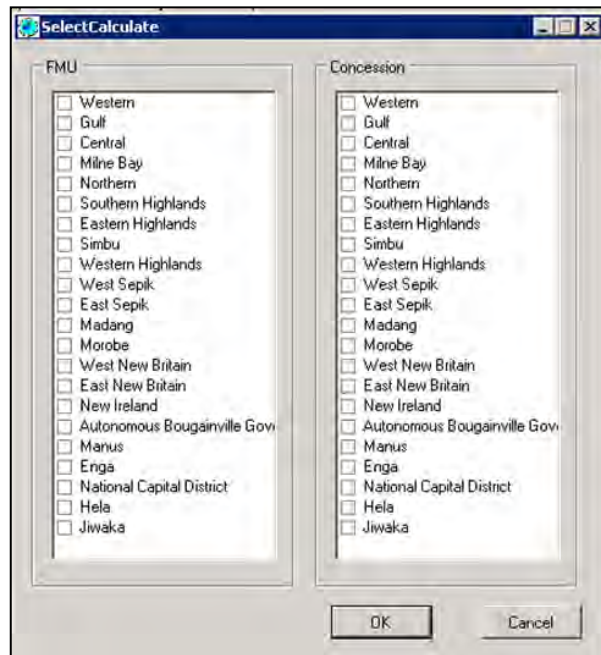 SelectCalculate
FMU
Western
Gulf
Central
Milne Bay
Northern
Southern Highlands
Eastern Highlands
Simbu
Western Highlands
West Sepik
East Sepik
Madang
Morobe
West New Britain
East New Britain
New Ireland
Autonomous Bougainville Gov
Manus
Enga
National Capital District
Hela
Jiwaka
Concession
Western
Gulf
Central
Milne Bay
Northern
Southern Highlands
Eastern Highlands
Simbu
Western Highlands
West Sepik
East Sepik
Madang
Morobe
West New Britain
East New Britain
New Ireland
Autonomous Bougainville Gov
Manus
Enga
National Capital District
Hela
Jiwaka
OK
Cancel